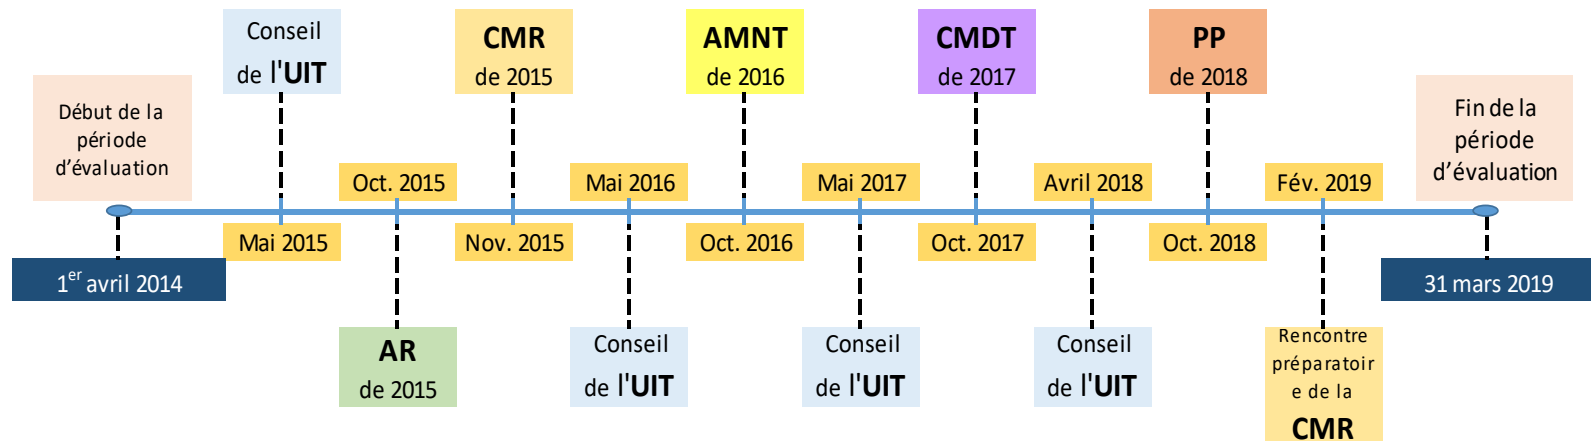 Conseil
de l'UIT
CMR
de 2015
AMNT
de 2016
CMDT
de 2017
PP
de 2018
Début de la
période
d’évaluation
Fin de la
période
d’évaluation
Oct. 2015
Mai 2016
Mai 2017
Avril 2018
Fév. 2019
Mai 2015
Nov. 2015
Oct. 2016
Oct. 2017
Oct. 2018
1er avril 2014
31 mars 2019
AR
de 2015
Conseil
de l'UIT
Conseil
de l'UIT
Conseil
de l'UIT
Rencontre
préparatoir
e de la
CMR